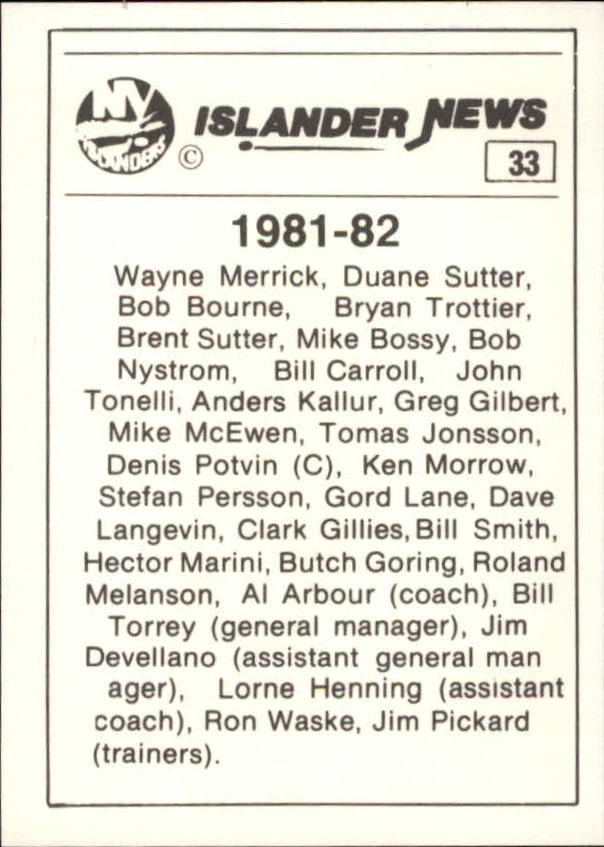 NY
ISLANDERS
©
ISLANDER NEWS
33
1981-82
Wayne Merrick, Duane Sutter,
Bob Bourne, Bryan Trottier,
Brent Sutter, Mike Bossy, Bob
Nystrom, Bill Carroll, John
Tonelli, Anders Kallur, Greg Gilbert,
Mike McEwen, Tomas Jonsson,
Denis Potvin (C), Ken Morrow,
Stefan Persson, Gord Lane, Dave
Langevin, Clark Gillies, Bill Smith,
Hector Marini, Butch Goring, Roland
Melanson, Al Arbour (coach), Bill
Torrey (general manager), Jim
Devellano (assistant general man
ager), Lorne Henning (assistant
coach), Ron Waske, Jim Pickard
(trainers).